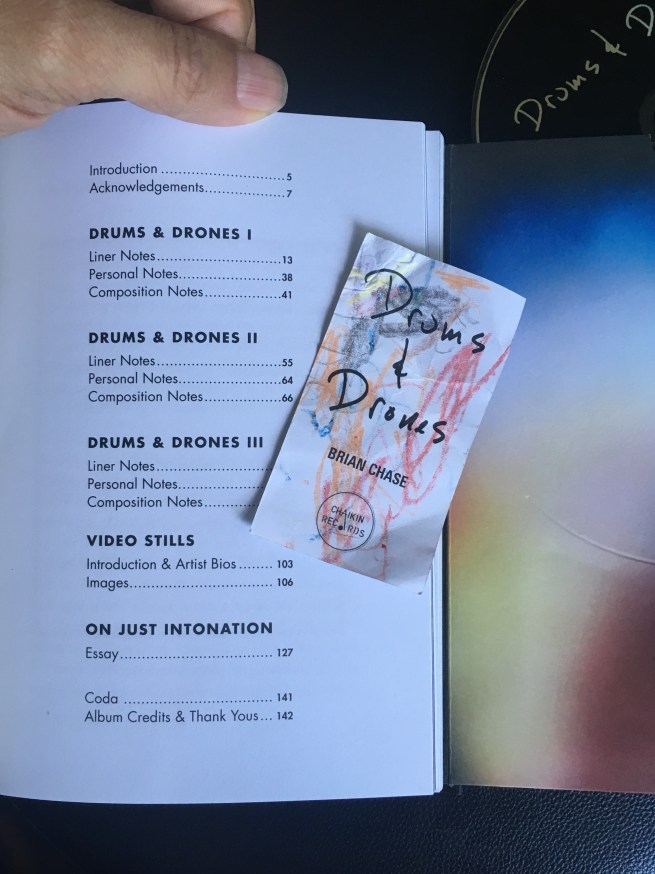 Introduction ..............................5
Acknowledgements....................7
DRUMS & DRONES I
Liner Notes................................13
Personal Notes..........................38
Composition Notes....................41
DRUMS & DRONES II
Liner Notes................................55
Personal Notes..........................64
Composition Notes....................66
DRUMS & DRONES III
Liner Notes.............................
Personal Notes.....................
Composition Notes...............
VIDEO STILLS
Introduction & Artist Bios ........ 103
Images.................................. 106
ON JUST INTONATION
Essay.................................... 127
Coda .................................... 141
Album Credits & Thank Yous... 142
Drums
&
Drones
BRIAN CHASE
CHAIKIN
RECORDS
Drums & D